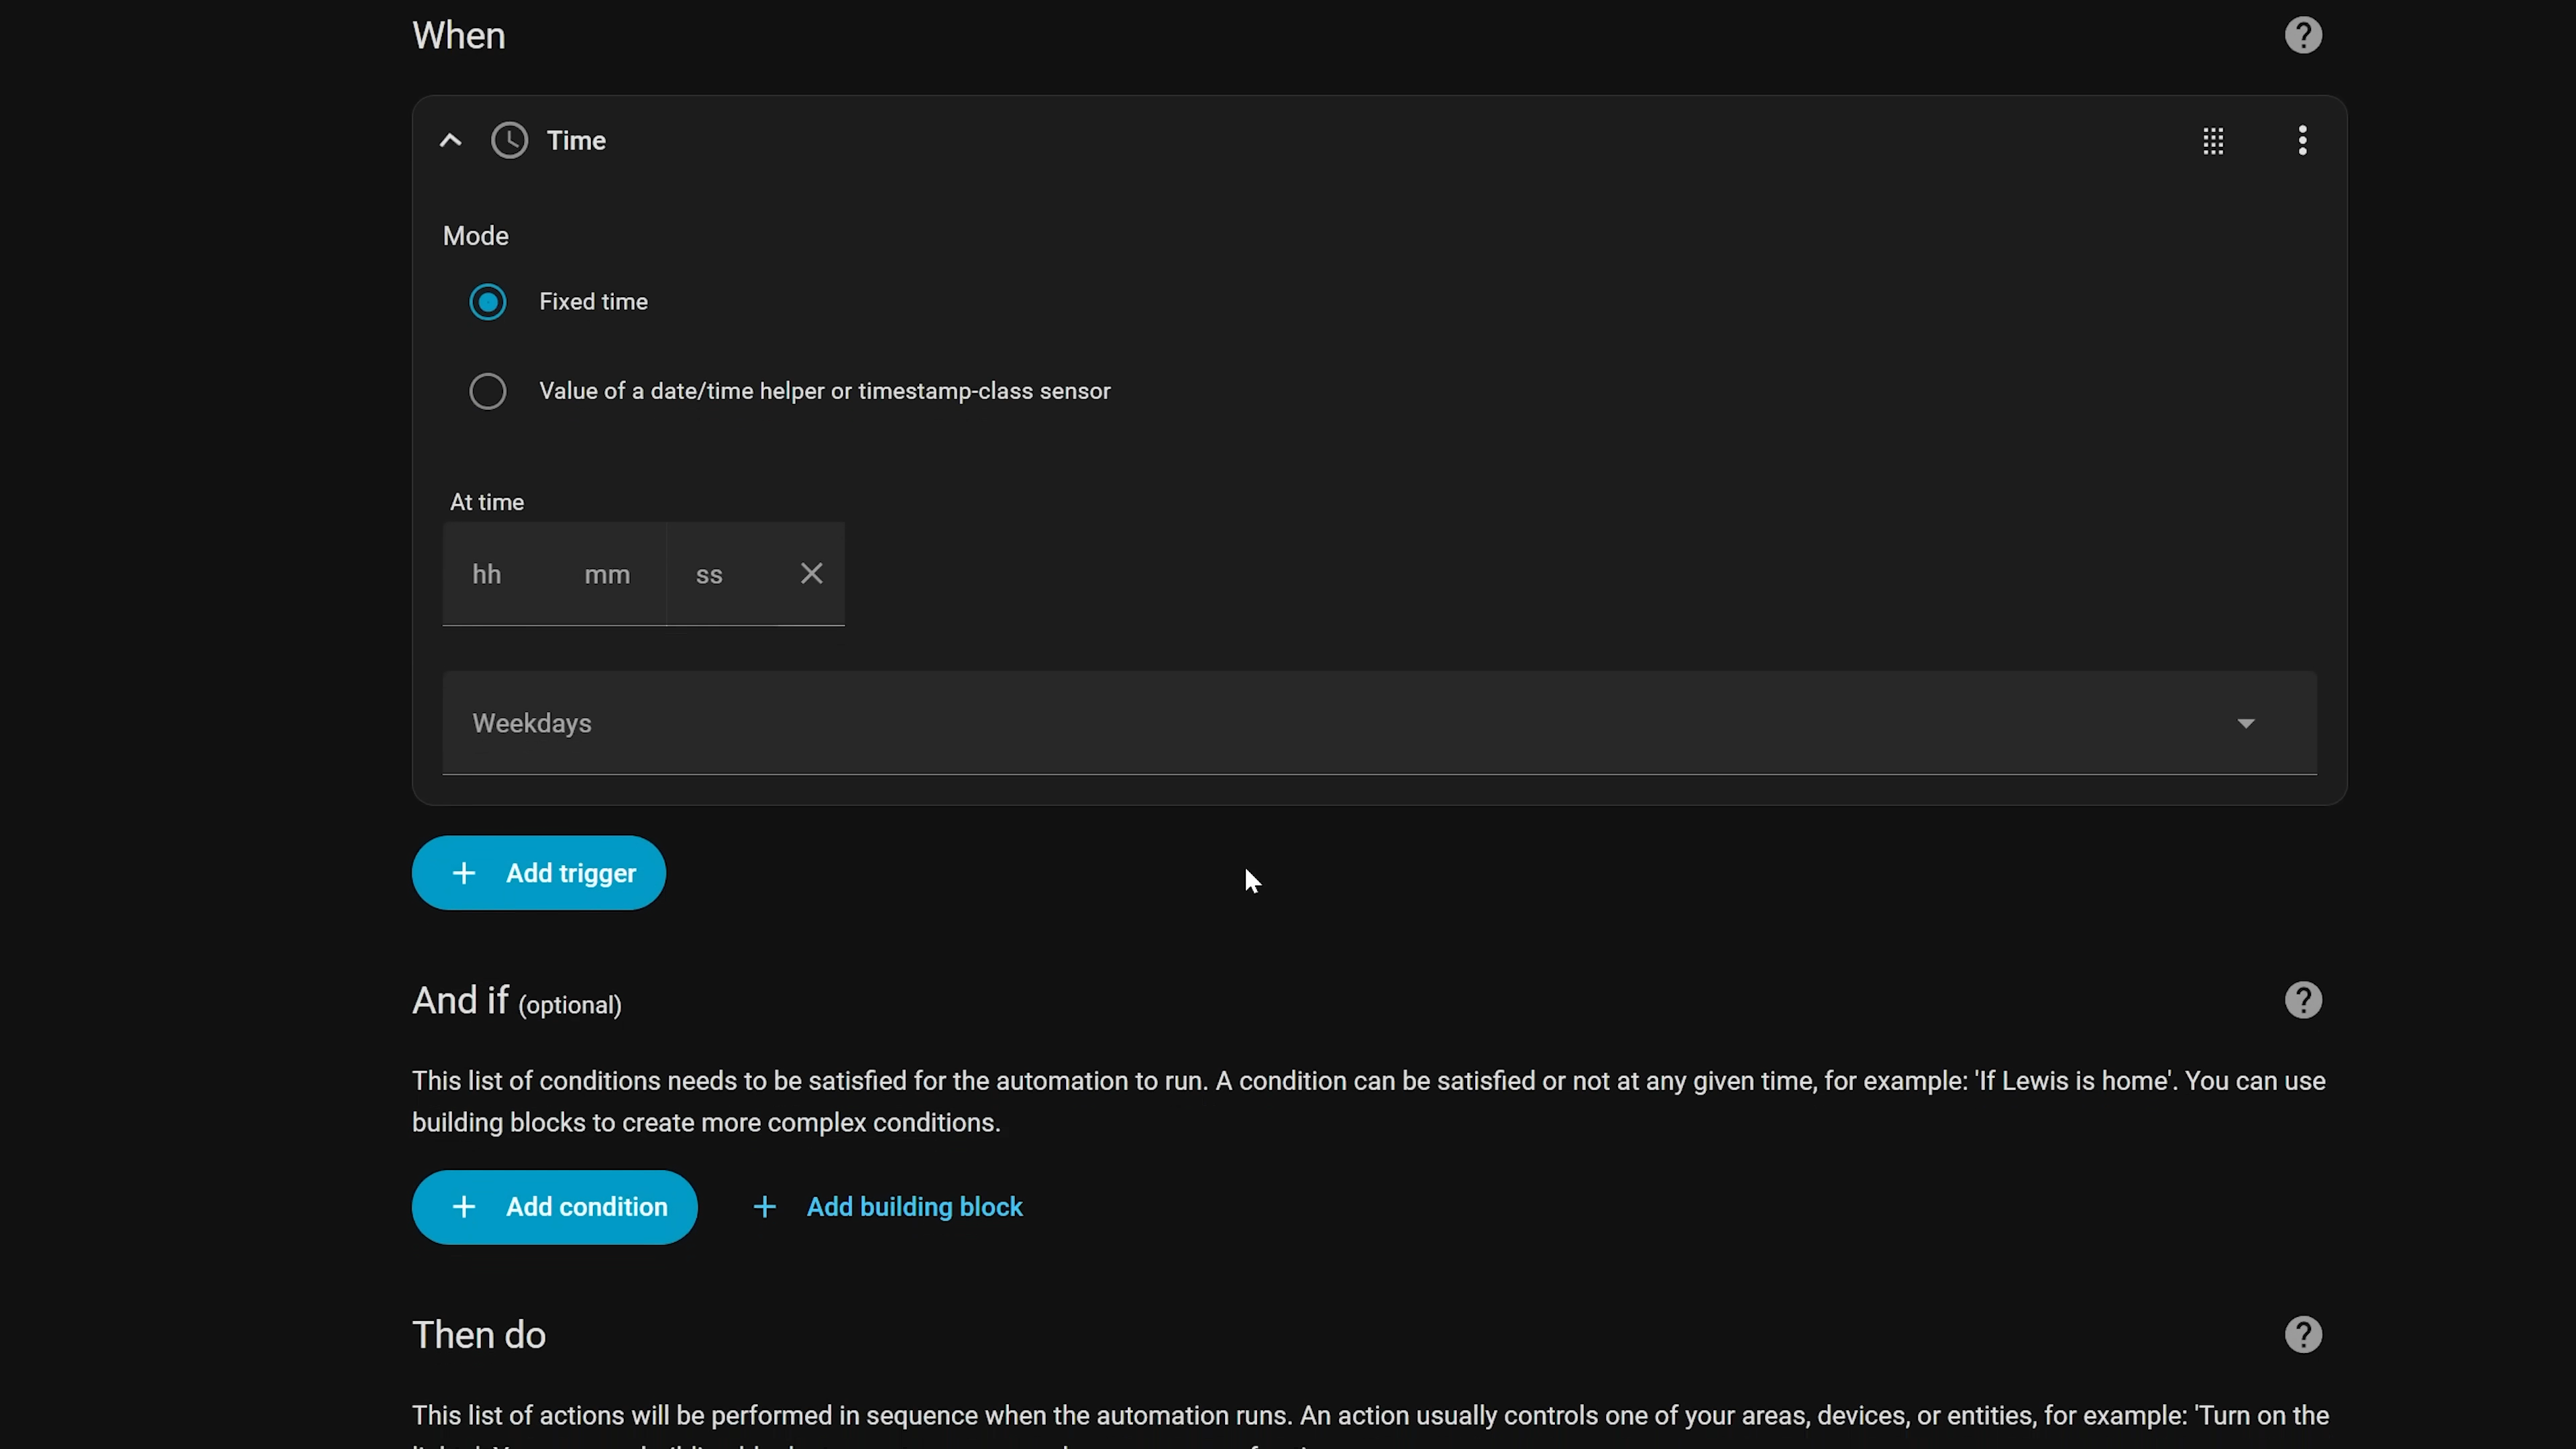 When
Time
Mode
Fixed time
Value of a date/time helper or timestamp-class sensor
At time
hh mm ss
Weekdays
Add trigger
And if (optional)
This list of conditions needs to be satisfied for the automation to run. A condition can be satisfied or not at any given time, for example: 'If Lewis is home'. You can use
building blocks to create more complex conditions.
Add condition Add building block
Then do
This list of actions will be performed in sequence when the automation runs. An action usually controls one of your areas, devices, or entities, for example: 'Turn on the